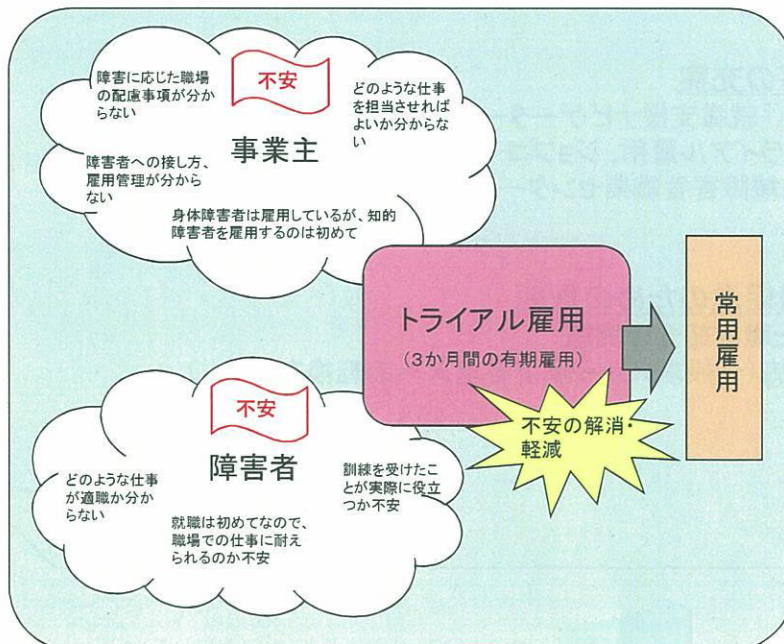 不安
事業主
障害に応じた職場
の配慮事項が分か
らない
どのような仕事
を担当させれば
よいか分からな
い
障害者への接し方、
雇用管理が分から
ない
身体障害者は雇用しているが、知的
障害者を雇用するのは初めて
トライアル雇用
(3か月間の有期雇用)
不安の解消・
軽減
常用雇用
不安
障害者
どのような仕事
が適職か分か
らない
訓練を受けたこ
とが実際に役立
つか不安
就職は初めてなので、
職場での仕事に耐え
られるのか不安